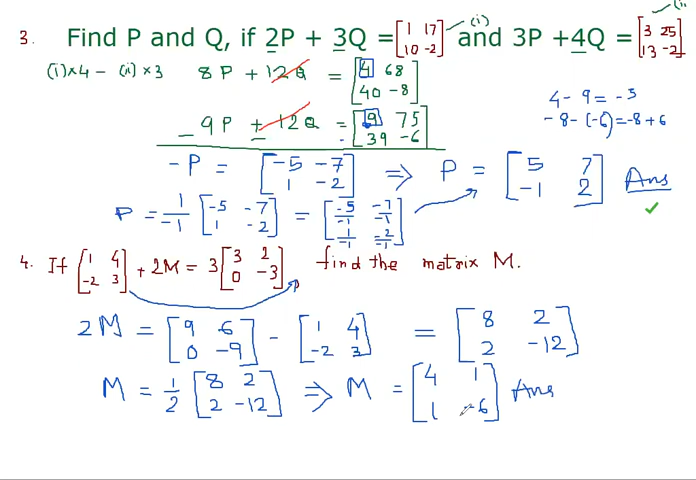 3. Find P and Q, if 2P + 3Q = [1 17 10 -2] (i) and 3P + 4Q = [3 25 13 -2] (ii
(i)×4 - (ii)×3 8P + 12Q = [4 68 40 -8]
4 - 9 = -5
-8 - (-6) = -8 + 6
- 9P + 12Q = [9 75 39 -6]
-P = [-5 -7 1 -2] ⇒ P = [5 7 -1 2] Ans ✓
P = 1/-1 [-5 -7 1 -2] = [-5/-1 -7/-1 1/-1 -2/-1]
4. If [1 4 -2 3] + 2M = 3[3 2 0 -3], find the matrix M.
2M = [9 6 0 -9] - [1 4 -2 3] = [8 2 2 -12]
M = 1/2 [8 2 2 -12] ⇒ M = [4 1 1 -6] Ans